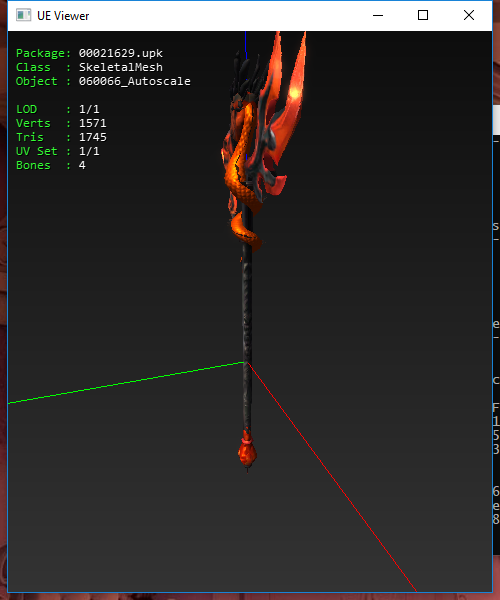 UE Viewer
Package: 00021629.upk
Class : SkeletalMesh
Object : 060066_Autoscale
LOD : 1/1
Verts : 1571
Tris : 1745
UV Set : 1/1
Bones : 4
s
-
e
-
c
F
1
5
3
6
e
8